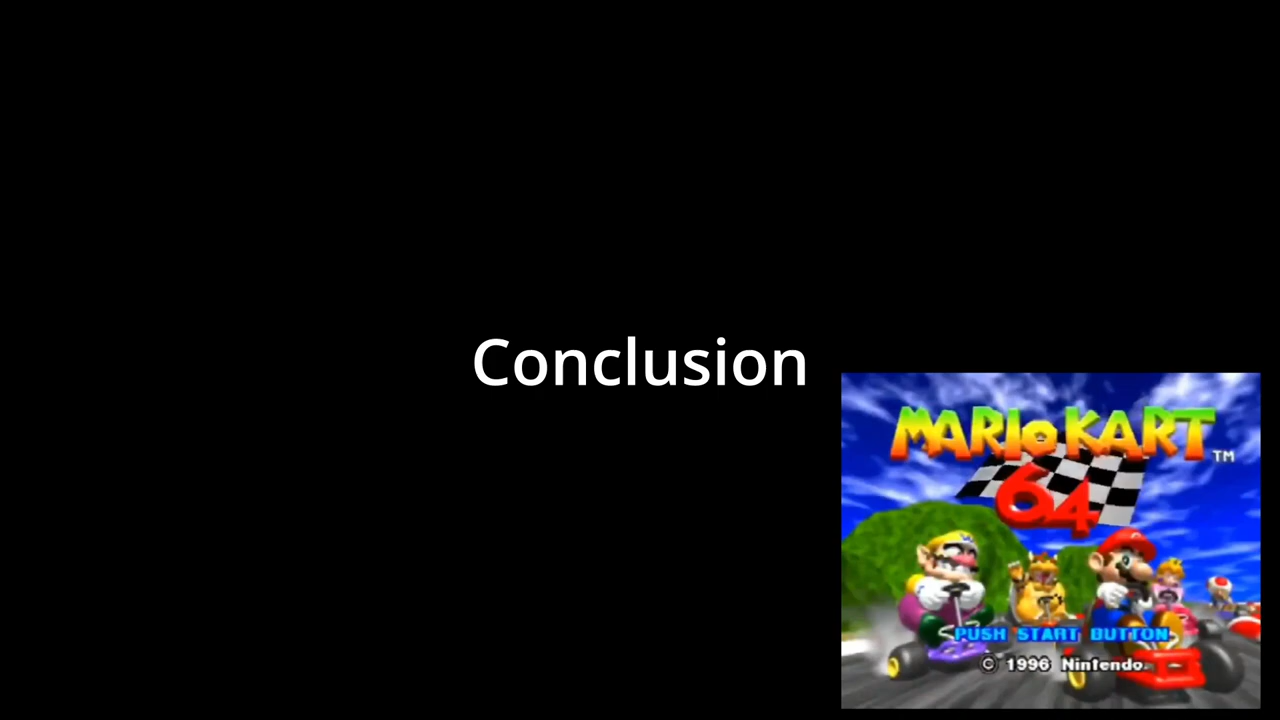 Conclusion
MARIO KART
TM
64
PUSH START BUTTON
© 1996 Nintendo